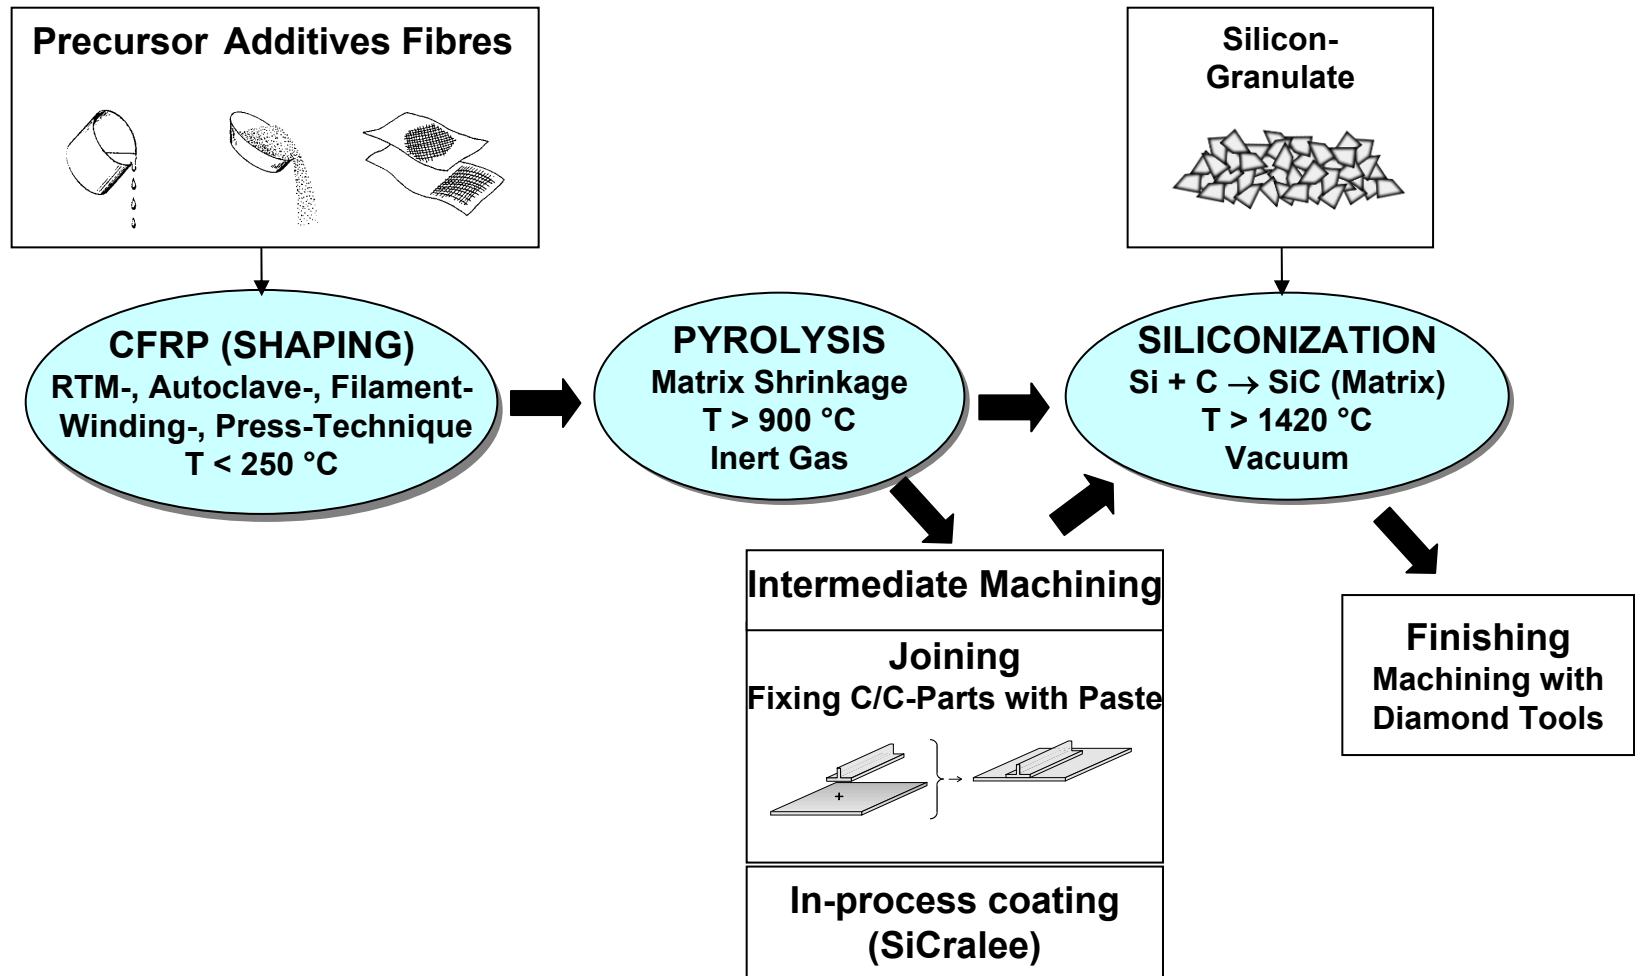 Precursor Additives Fibres
Silicon-
Granulate
CFRP (SHAPING)
RTM-, Autoclave-, Filament-
Winding-, Press-Technique
T < 250 °C
PYROLYSIS
Matrix Shrinkage
T > 900 °C
Inert Gas
SILICONIZATION
Si + C → SiC (Matrix)
T > 1420 °C
Vacuum
Intermediate Machining
Joining
Fixing C/C-Parts with Paste
+
In-process coating
(SiCralee)
Finishing
Machining with
Diamond Tools